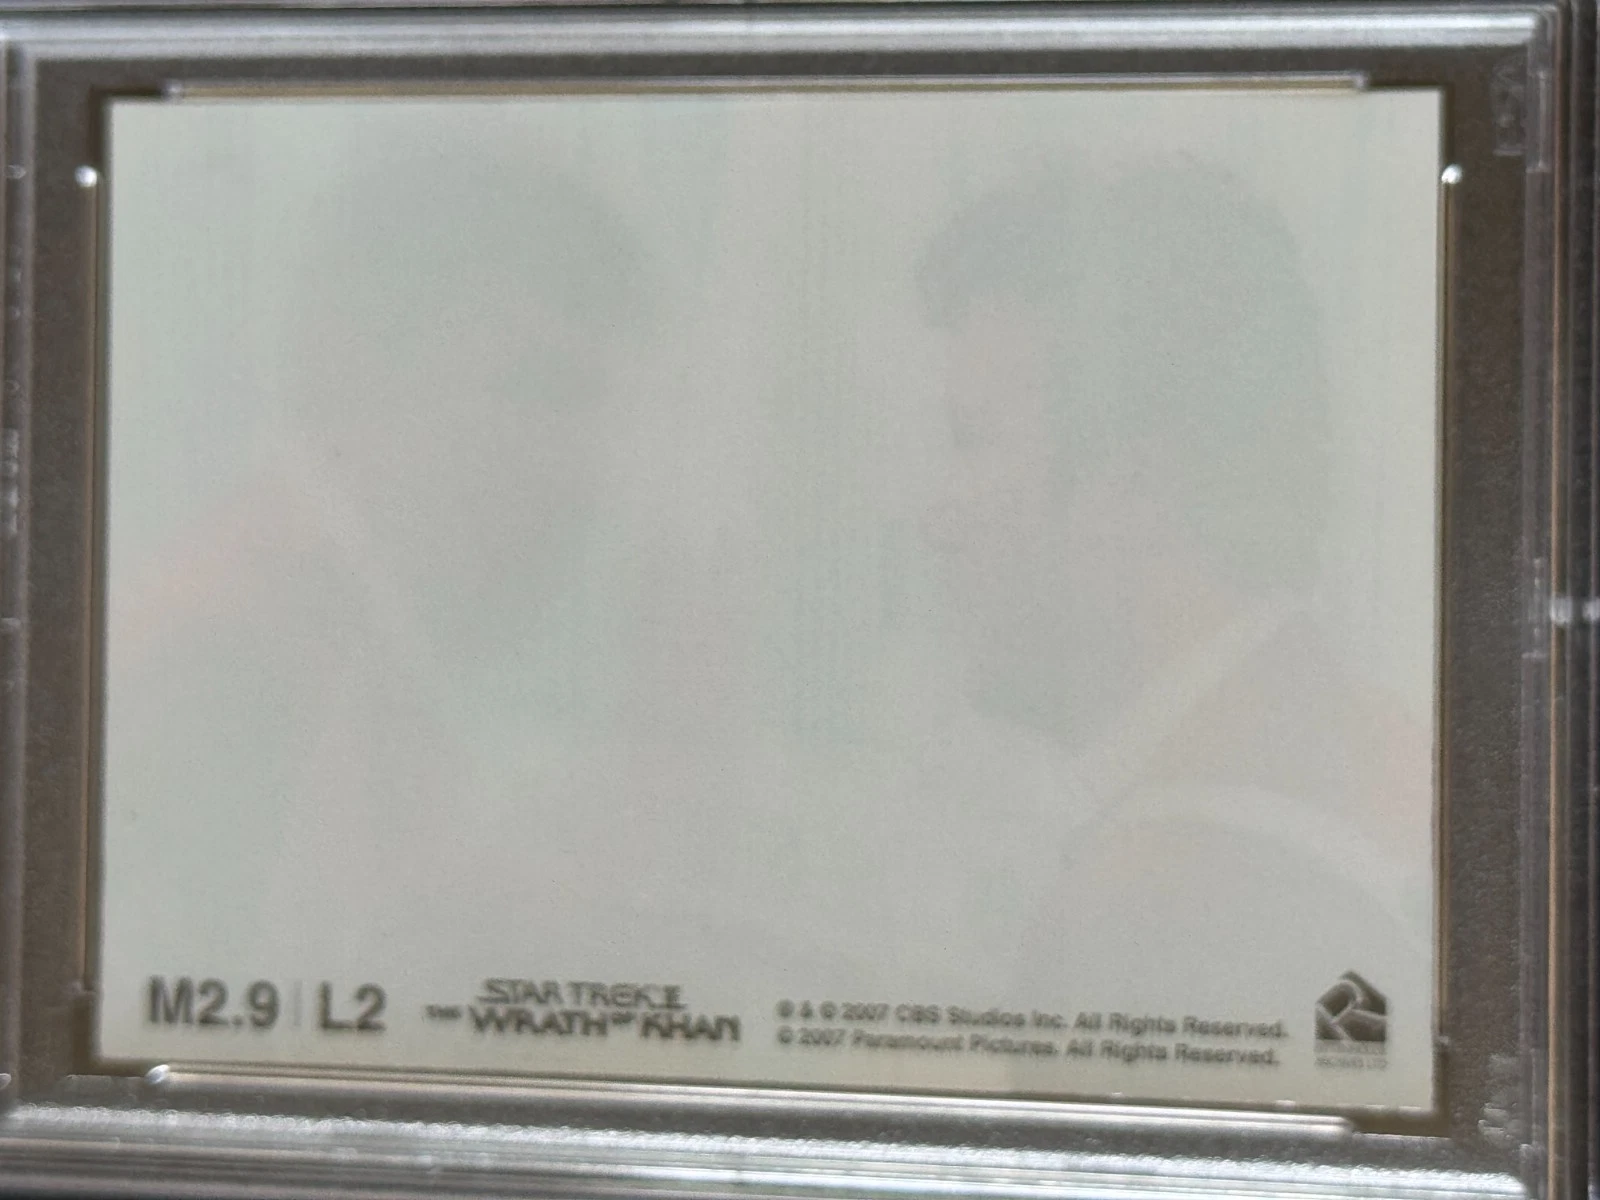 M2.9 | L2
STAR TREK II
THE WRATH OF KHAN
® & © 2007 CBS Studios Inc. All Rights Reserved.
© 2007 Paramount Pictures. All Rights Reserved.